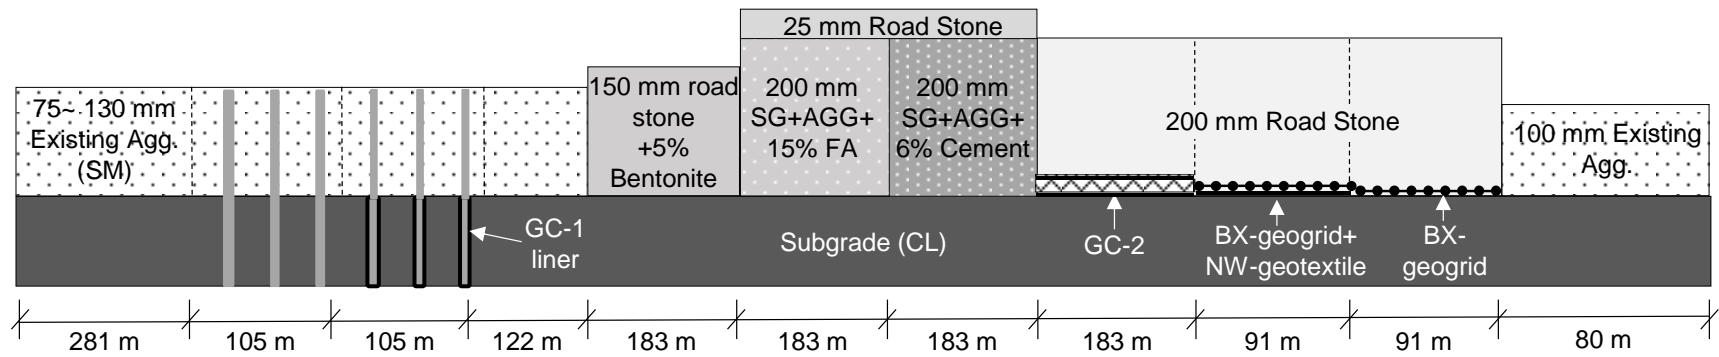 25 mm Road Stone
75~ 130 mm
Existing Agg.
(SM)
150 mm road
stone
+5%
Bentonite
200 mm
SG+AGG+
15% FA
200 mm
SG+AGG+
6% Cement
200 mm Road Stone
100 mm Existing
Agg.
GC-1
liner
Subgrade (CL)
GC-2
BX-geogrid+
NW-geotextile
BX-
geogrid
281 m
105 m
105 m
122 m
183 m
183 m
183 m
183 m
91 m
91 m
80 m